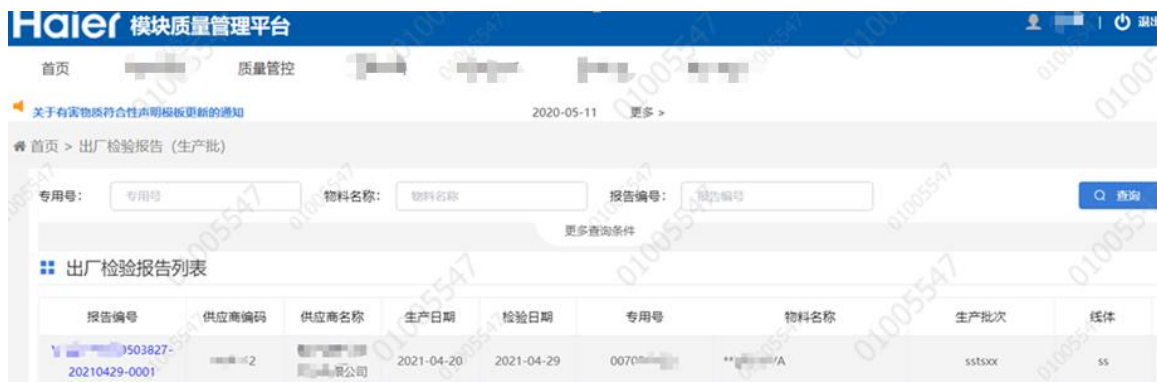 Haier 模块质量管理平台
退出
首页 质量管控
关于有害物质符合性声明模板更新的通知 2020-05-11 更多 >
首页 > 出厂检验报告（生产批）
专用号： 专用号 物料名称： 物料名称 报告编号： 报告编号 查询
更多查询条件
出厂检验报告列表
报告编号 供应商编码 供应商名称 生产日期 检验日期 专用号 物料名称 生产批次 线体
Y 9503827-20210429-0001 2 限公司 2021-04-20 2021-04-29 0070 ** /A sstsxx ss
01005547